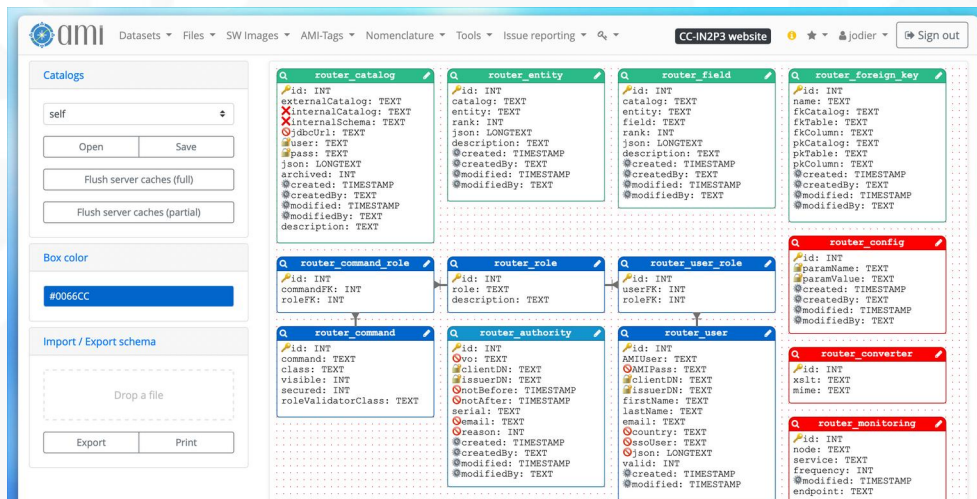 ami
Datasets Files SW Images AMI-Tags Nomenclature Tools Issue reporting
CC-IN2P3 website
jodier
Sign out
Catalogs
self
Open
Save
Flush server caches (full)
Flush server caches (partial)
Box color
#0066CC
Import / Export schema
Drop a file
Export
Print
router_catalog
id: INT
externalCatalog: TEXT
internalCatalog: TEXT
internalSchema: TEXT
jdbcUrl: TEXT
user: TEXT
pass: TEXT
json: LONGTEXT
archived: INT
created: TIMESTAMP
createdBy: TEXT
modified: TIMESTAMP
modifiedBy: TEXT
description: TEXT
router_entity
id: INT
catalog: TEXT
entity: TEXT
rank: INT
json: LONGTEXT
description: TEXT
created: TIMESTAMP
createdBy: TEXT
modified: TIMESTAMP
modifiedBy: TEXT
router_field
id: INT
catalog: TEXT
entity: TEXT
field: TEXT
rank: INT
json: LONGTEXT
description: TEXT
created: TIMESTAMP
createdBy: TEXT
modified: TIMESTAMP
modifiedBy: TEXT
router_foreign_key
id: INT
name: TEXT
fkCatalog: TEXT
fkTable: TEXT
fkColumn: TEXT
pkCatalog: TEXT
pkTable: TEXT
pkColumn: TEXT
created: TIMESTAMP
createdBy: TEXT
modified: TIMESTAMP
modifiedBy: TEXT
router_command_role
id: INT
commandFK: INT
roleFK: INT
router_role
id: INT
role: TEXT
description: TEXT
router_user_role
id: INT
userFK: INT
roleFK: INT
router_config
id: INT
paramName: TEXT
paramValue: TEXT
created: TIMESTAMP
createdBy: TEXT
modified: TIMESTAMP
modifiedBy: TEXT
router_command
id: INT
command: TEXT
class: TEXT
visible: INT
secured: INT
roleValidatorClass: TEXT
router_authority
id: INT
vo: TEXT
clientDN: TEXT
issuerDN: TEXT
notBefore: TIMESTAMP
notAfter: TIMESTAMP
serial: TEXT
email: TEXT
reason: INT
created: TIMESTAMP
createdBy: TEXT
modified: TIMESTAMP
modifiedBy: TEXT
router_user
id: INT
AMIUser: TEXT
AMIPass: TEXT
clientDN: TEXT
issuerDN: TEXT
firstName: TEXT
lastName: TEXT
email: TEXT
country: TEXT
ssoUser: TEXT
json: LONGTEXT
valid: INT
created: TIMESTAMP
modified: TIMESTAMP
router_converter
id: INT
xslt: TEXT
mime: TEXT
router_monitoring
id: INT
node: TEXT
service: TEXT
frequency: INT
modified: TIMESTAMP
endpoint: TEXT